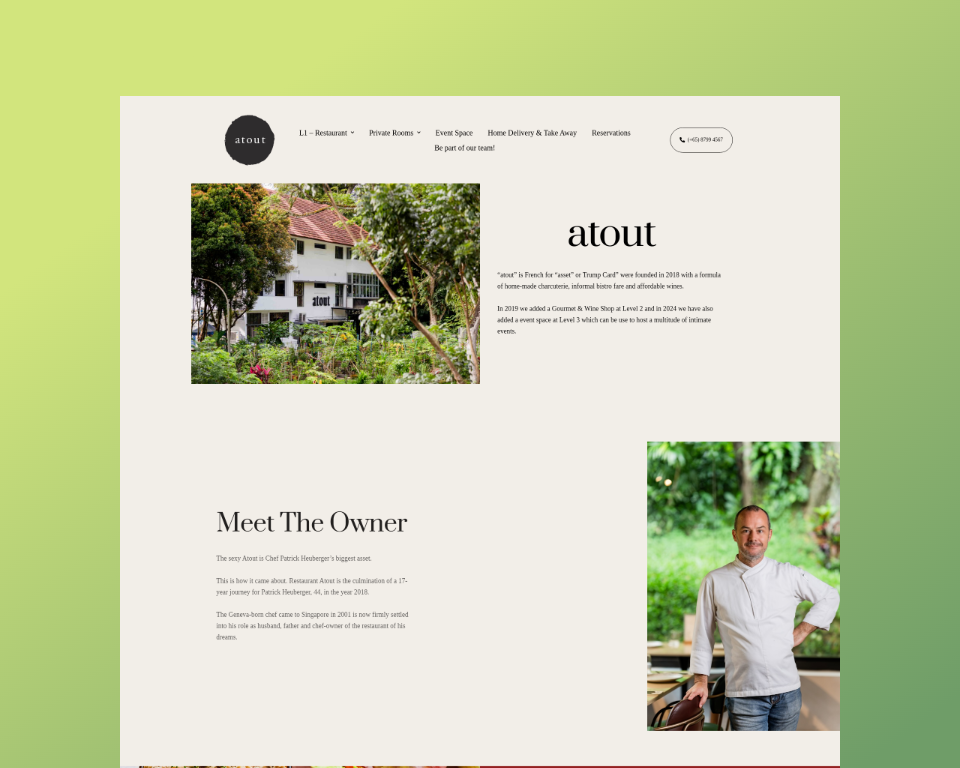 atout
L1 – Restaurant
Private Rooms
Event Space
Home Delivery & Take Away
Reservations
Be part of our team!
(+65) 8799 4567
atout
atout
“atout” is French for “asset” or Trump Card” were founded in 2018 with a formula
of home-made charcuterie, informal bistro fare and affordable wines.
In 2019 we added a Gourmet & Wine Shop at Level 2 and in 2024 we have also
added a event space at Level 3 which can be use to host a multitude of intimate
events.
Meet The Owner
The sexy Atout is Chef Patrick Heuberger’s biggest asset.
This is how it came about. Restaurant Atout is the culmination of a 17-
year journey for Patrick Heuberger, 44, in the year 2018.
The Geneva-born chef came to Singapore in 2001 is now firmly settled
into his role as husband, father and chef-owner of the restaurant of his
dreams.